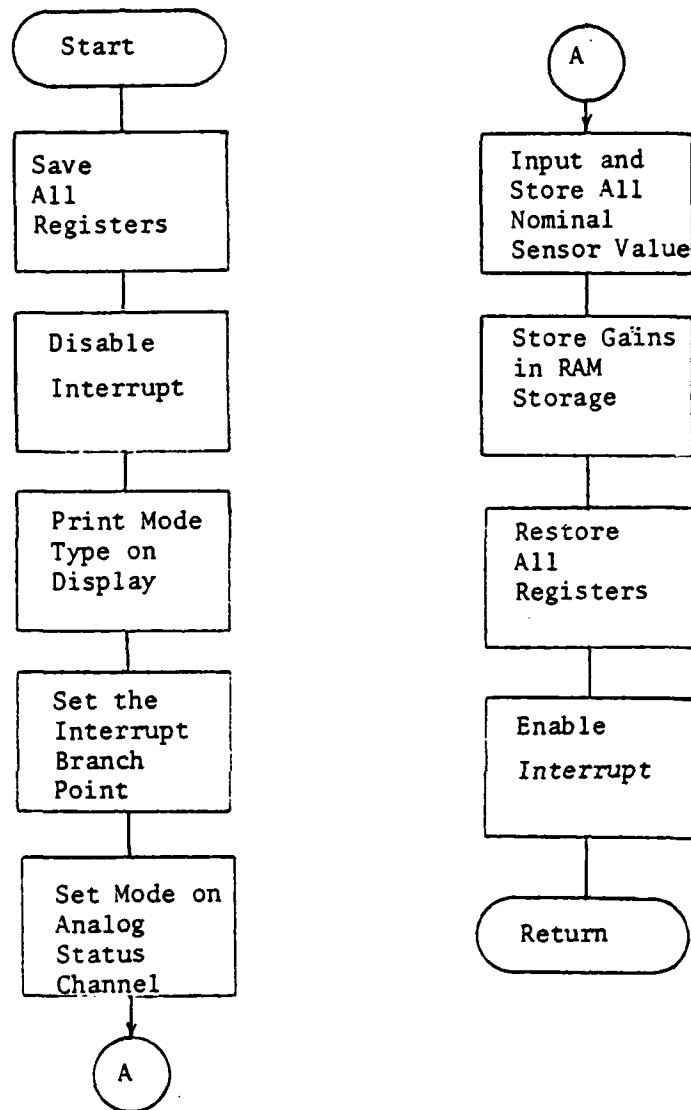 Start
Save
All
Registers
Disable
Interrupt
Print Mode
Type on
Display
Set the
Interrupt
Branch
Point
Set Mode on
Analog
Status
Channel
A
A
Input and
Store All
Nominal
Sensor Value
Store Gains
in RAM
Storage
Restore
All
Registers
Enable
Interrupt
Return